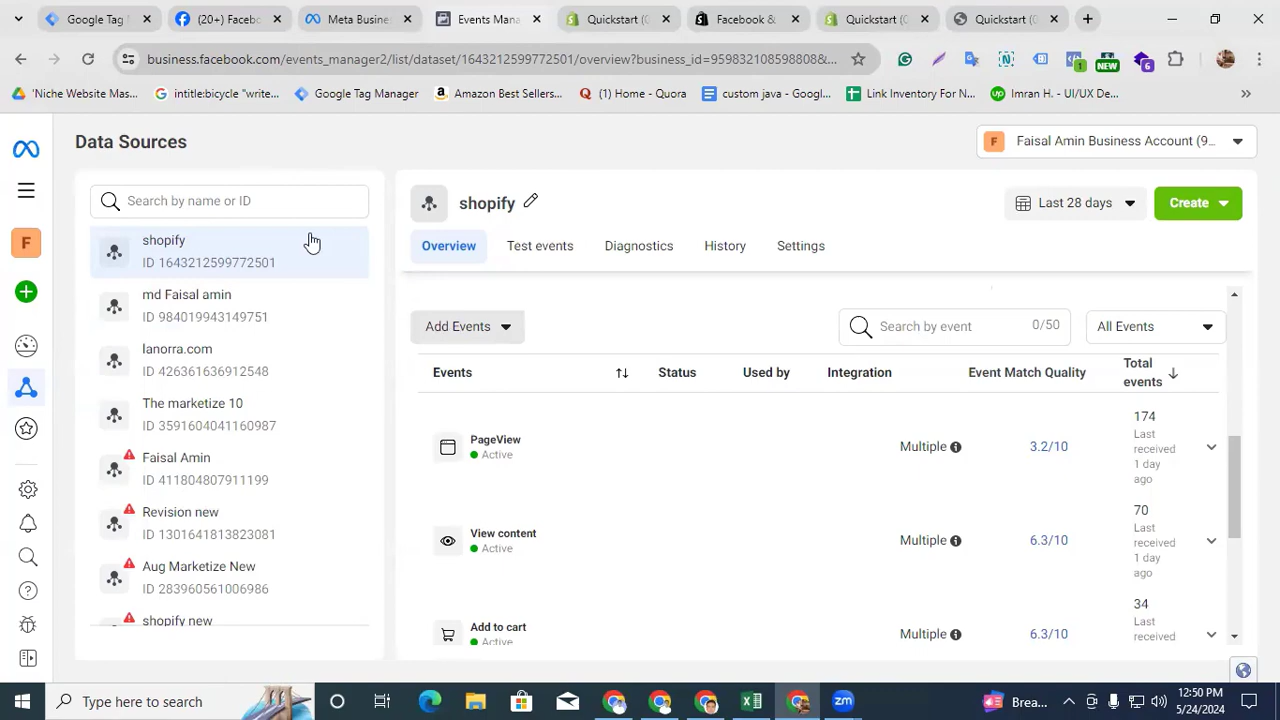 Google Tag M
(20+) Facebo
Meta Busine
Events Mana
Quickstart (
Facebook &
Quickstart (
Quickstart (
business.facebook.com/events_manager2/list/dataset/1643212599772501/overview?business_id=959832108598808&...
1
NEW
6
'Niche Website Mas...
intitle:bicycle "write...
Google Tag Manager
Amazon Best Sellers...
(1) Home - Quora
custom java - Googl...
Link Inventory For N...
Imran H. - UI/UX De...
Data Sources
F
Faisal Amin Business Account (9...
Search by name or ID
shopify
Last 28 days
Create
Overview
Test events
Diagnostics
History
Settings
F
shopify
ID 1643212599772501
md Faisal amin
ID 984019943149751
lanorra.com
ID 426361636912548
The marketize 10
ID 3591604041160987
Faisal Amin
ID 411804807911199
Revision new
ID 1301641813823081
Aug Marketize New
ID 283960561006986
shopify new
Add Events
Search by event
0/50
All Events
Events
Status
Used by
Integration
Event Match Quality
Total
events
PageView
Active
Multiple
3.2/10
174
Last
received
1 day
ago
View content
Active
Multiple
6.3/10
70
Last
received
1 day
ago
Add to cart
Active
Multiple
6.3/10
34
Last
received
Type here to search
zm
Brea...
12:50 PM
5/24/2024